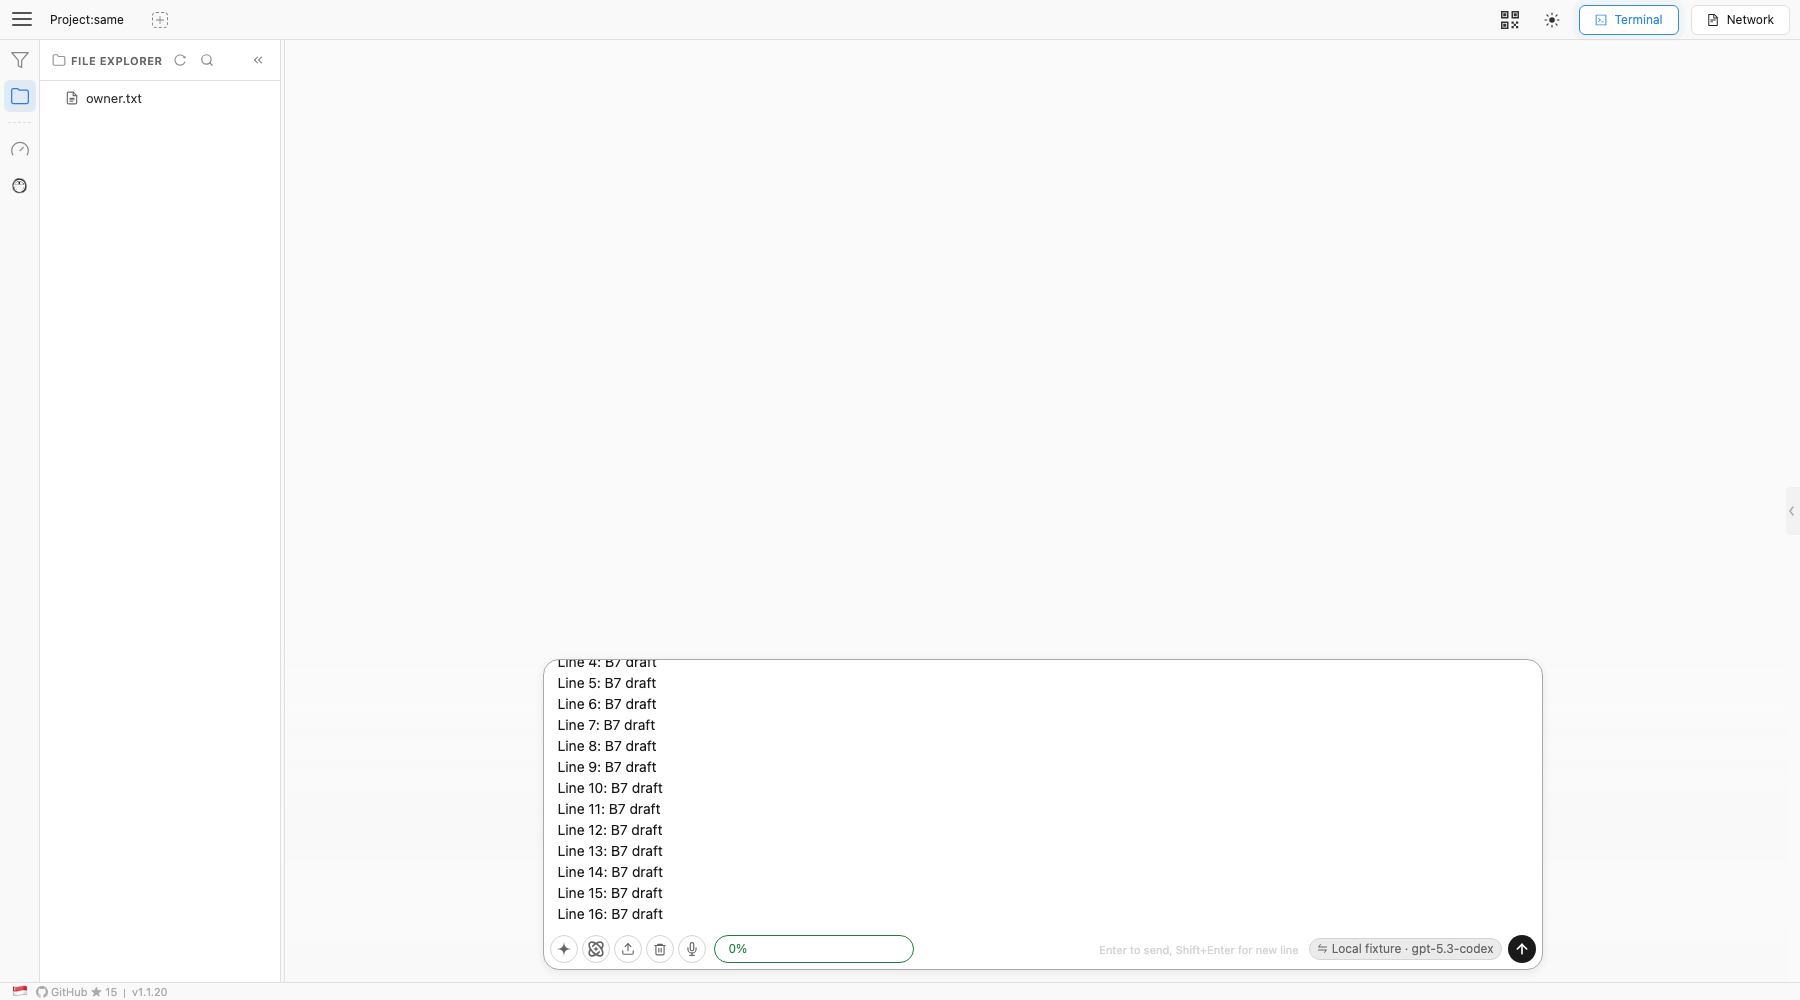 Project:same
Terminal
Network
FILE EXPLORER
owner.txt
Line 4: B7 draft
Line 5: B7 draft
Line 6: B7 draft
Line 7: B7 draft
Line 8: B7 draft
Line 9: B7 draft
Line 10: B7 draft
Line 11: B7 draft
Line 12: B7 draft
Line 13: B7 draft
Line 14: B7 draft
Line 15: B7 draft
Line 16: B7 draft
0%
Enter to send, Shift+Enter for new line
Local fixture · gpt-5.3-codex
GitHub ★ 15 | v1.1.20